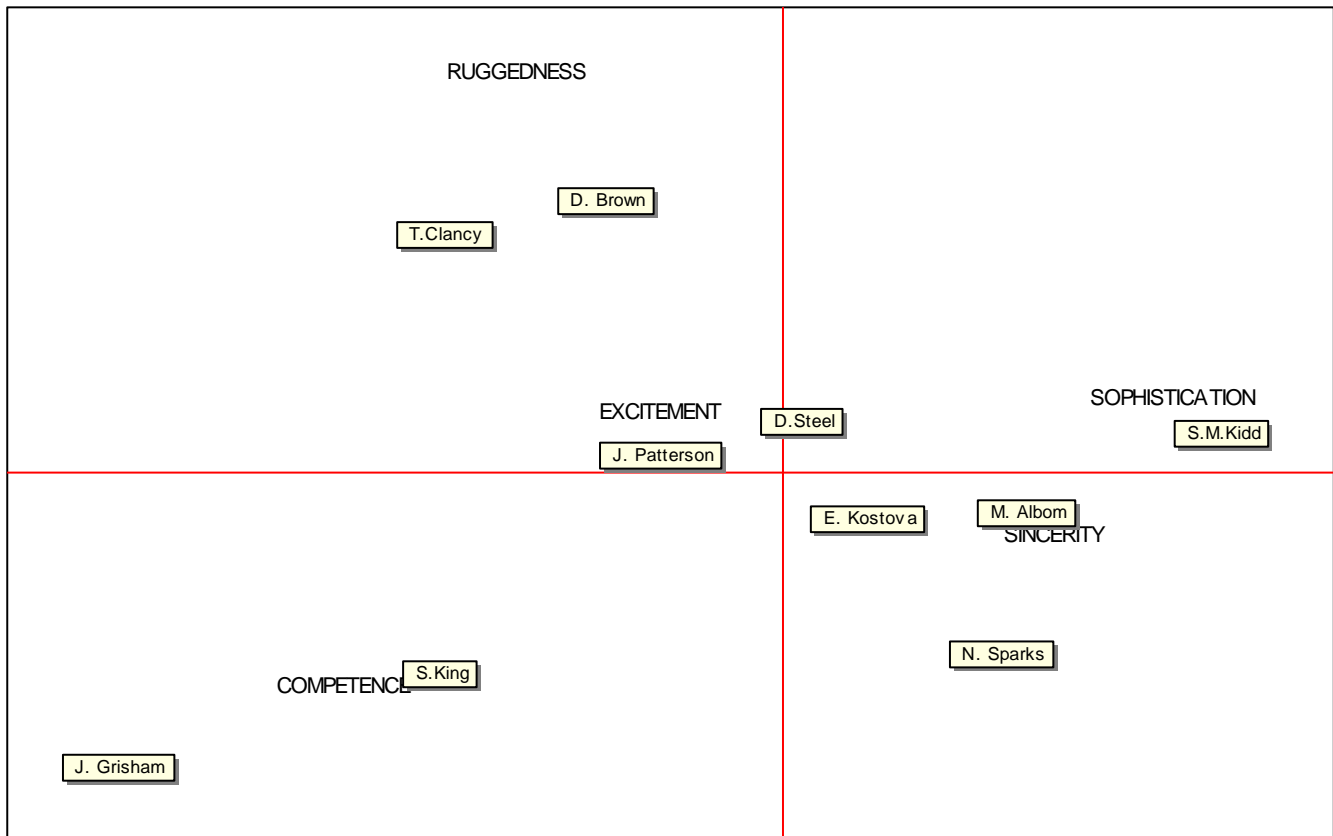 RUGGEDNESS
D. Brown
T.Clancy
SOPHISTICATION
EXCITEMENT
D.Steel
S.M.Kidd
J. Patterson
M. Albom
E. Kostova
SINCERITY
N. Sparks
S.King
COMPETENCE
J. Grisham